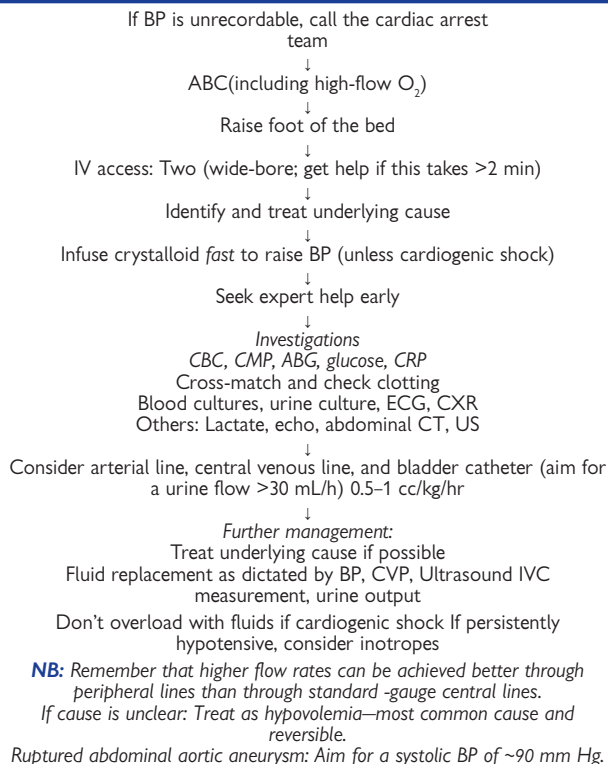 If BP is unrecordable, call the cardiac arrest
team
↓
ABC(including high-flow O₂)
↓
Raise foot of the bed
↓
IV access: Two (wide-bore; get help if this takes >2 min)
↓
Identify and treat underlying cause
↓
Infuse crystalloid fast to raise BP (unless cardiogenic shock)
↓
Seek expert help early
↓
Investigations
CBC, CMP, ABG, glucose, CRP
Cross-match and check clotting
Blood cultures, urine culture, ECG, CXR
Others: Lactate, echo, abdominal CT, US
↓
Consider arterial line, central venous line, and bladder catheter (aim for
a urine flow >30 mL/h) 0.5–1 cc/kg/hr
↓
Further management:
Treat underlying cause if possible
Fluid replacement as dictated by BP, CVP, Ultrasound IVC
measurement, urine output
Don’t overload with fluids if cardiogenic shock If persistently
hypotensive, consider inotropes
NB: Remember that higher flow rates can be achieved better through
peripheral lines than through standard -gauge central lines.
If cause is unclear: Treat as hypovolemia—most common cause and
reversible.
Ruptured abdominal aortic aneurysm: Aim for a systolic BP of ~90 mm Hg.